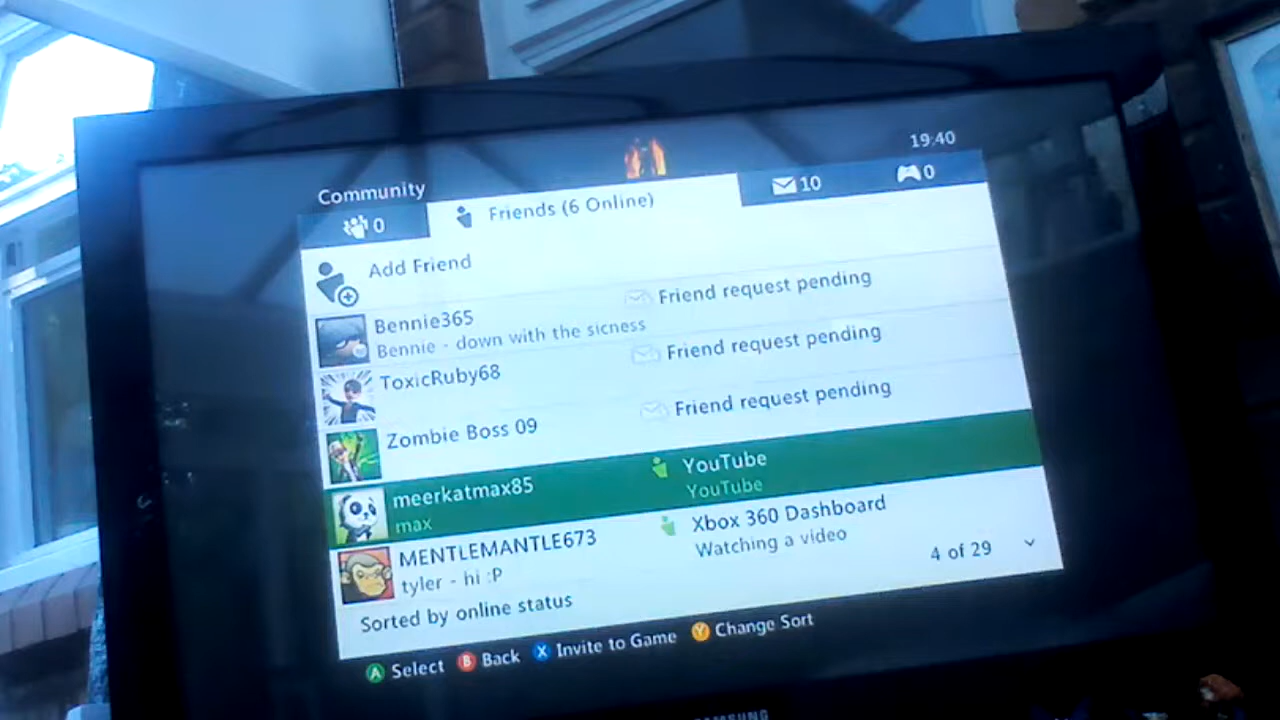 19:40
Community
0
Friends (6 Online)
10
0
Add Friend
Bennie365
Friend request pending
Bennie - down with the sicness
ToxicRuby68
Friend request pending
Zombie Boss 09
Friend request pending
meerkatmax85
YouTube
max
YouTube
MENTLEMANTLE673
Xbox 360 Dashboard
tyler - hi :P
Watching a video
Sorted by online status
4 of 29
A Select B Back X Invite to Game Y Change Sort
SAMSUNG